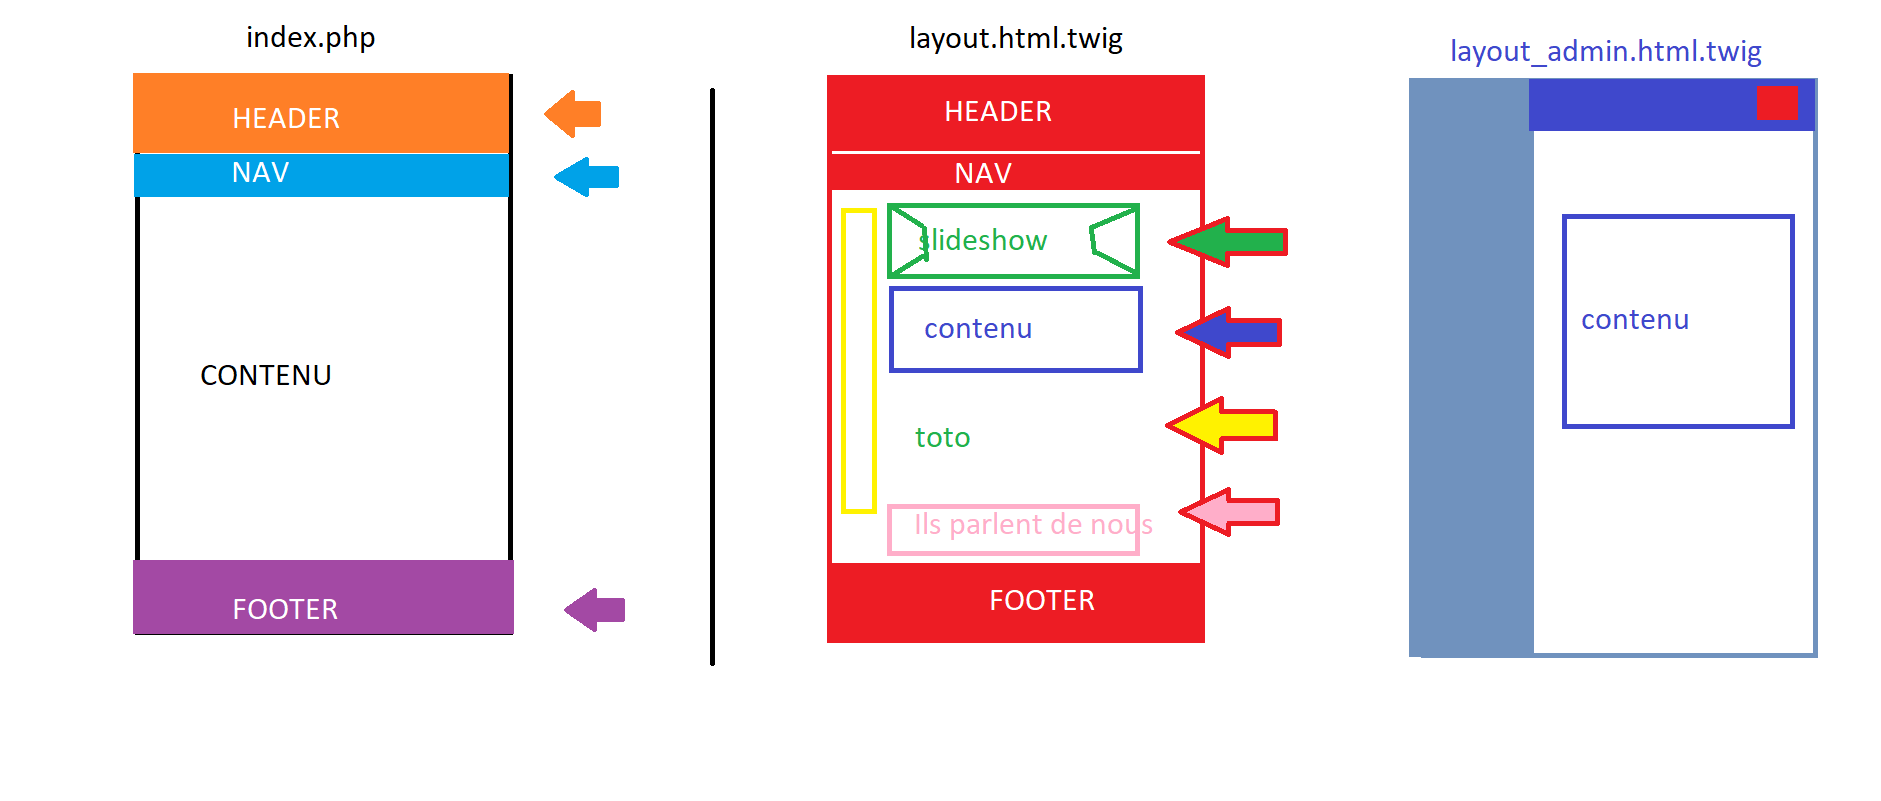 index.php
HEADER
NAV
CONTENU
FOOTER
layout.html.twig
HEADER
NAV
slideshow
contenu
toto
Ils parlent de nous
FOOTER
layout_admin.html.twig
contenu